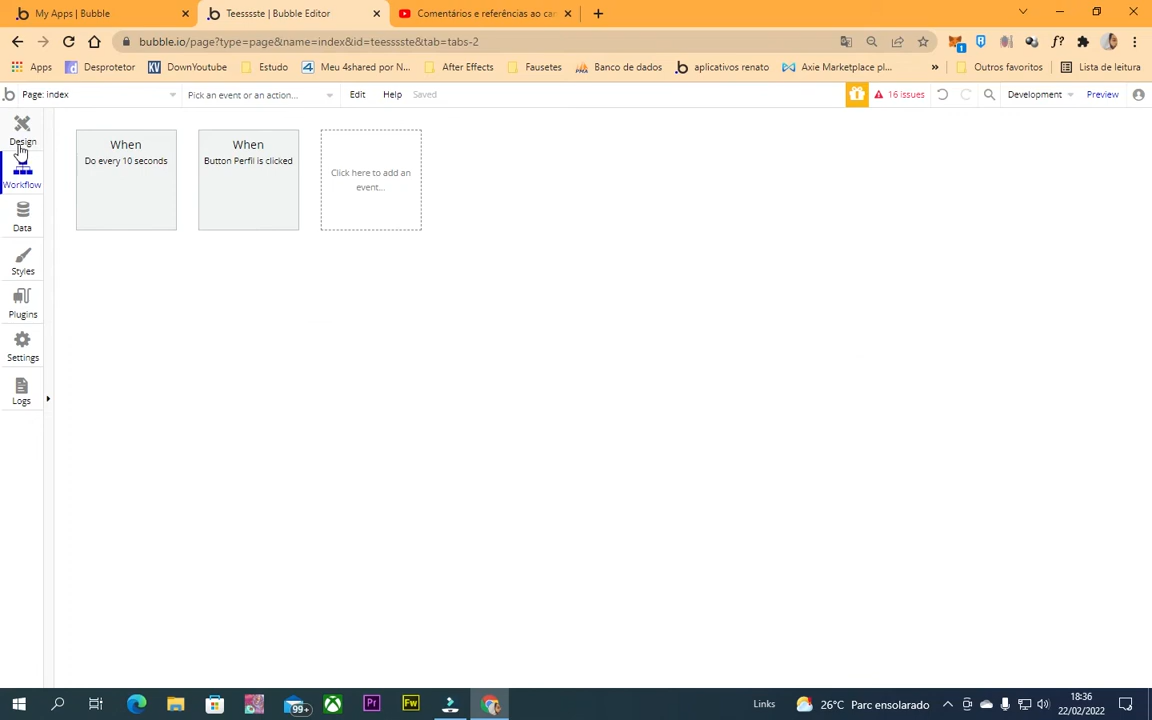 My Apps | Bubble
Teesssste | Bubble Editor
Comentários e referências ao car
bubble.io/page?type=page&name=index&id=teesssste&tab=tabs-2
Apps
Desprotetor
DownYoutube
Estudo
Meu 4shared por N...
After Effects
Fausetes
Banco de dados
aplicativos renato
Axie Marketplace pl...
Outros favoritos
Lista de leitura
Page: index
Pick an event or an action...
Edit
Help
Saved
16 issues
Development
Preview
Design
Workflow
Data
Styles
Plugins
Settings
Logs
When
Do every 10 seconds
When
Button Perfil is clicked
Click here to add an
event...
99+
Pr
Fw
Links
26°C Parc ensolarado
18:36
22/02/2022